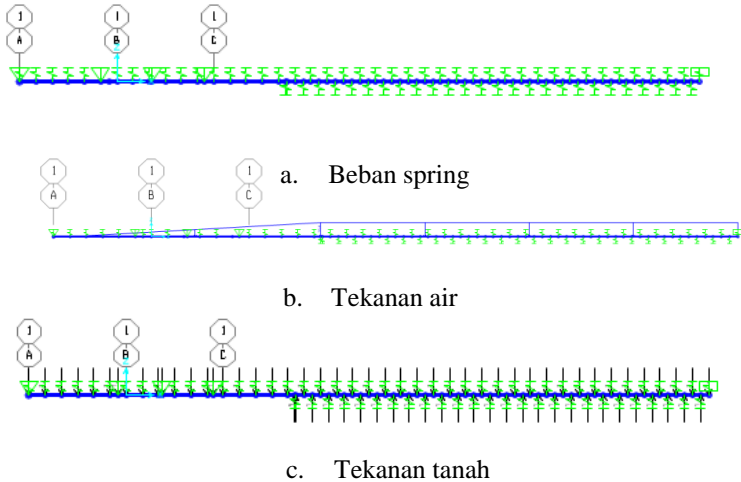 1 1 1
A B C
a. Beban spring
1 1 1
A B C
b. Tekanan air
1 1 1
A B C
c. Tekanan tanah